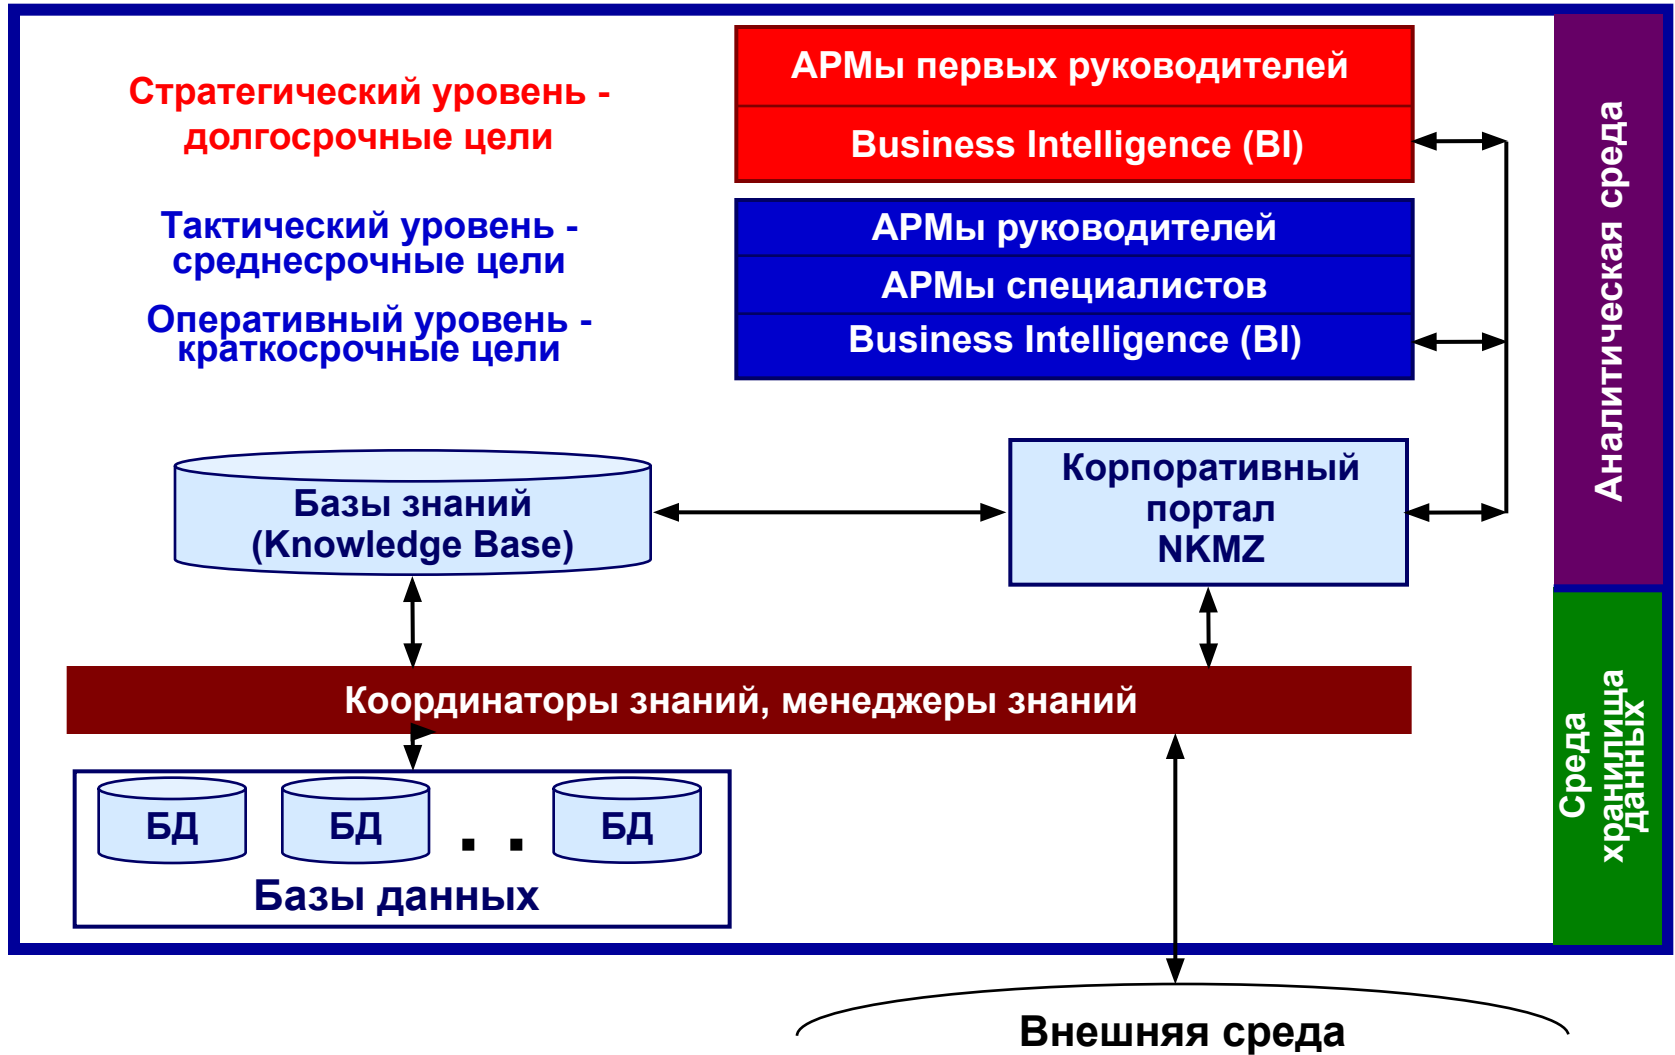 Стратегический уровень -
долгосрочные цели
АРМы первых руководителей
Business Intelligence (BI)
Тактический уровень -
среднесрочные цели
Оперативный уровень -
краткосрочные цели
АРМы руководителей
АРМы специалистов
Business Intelligence (BI)
Аналитическая среда
Базы знаний
(Knowledge Base)
Корпоративный
портал
NKMZ
Координаторы знаний, менеджеры знаний
Среда
хранилища
данных
БД
БД
. .
БД
Базы данных
Внешняя среда